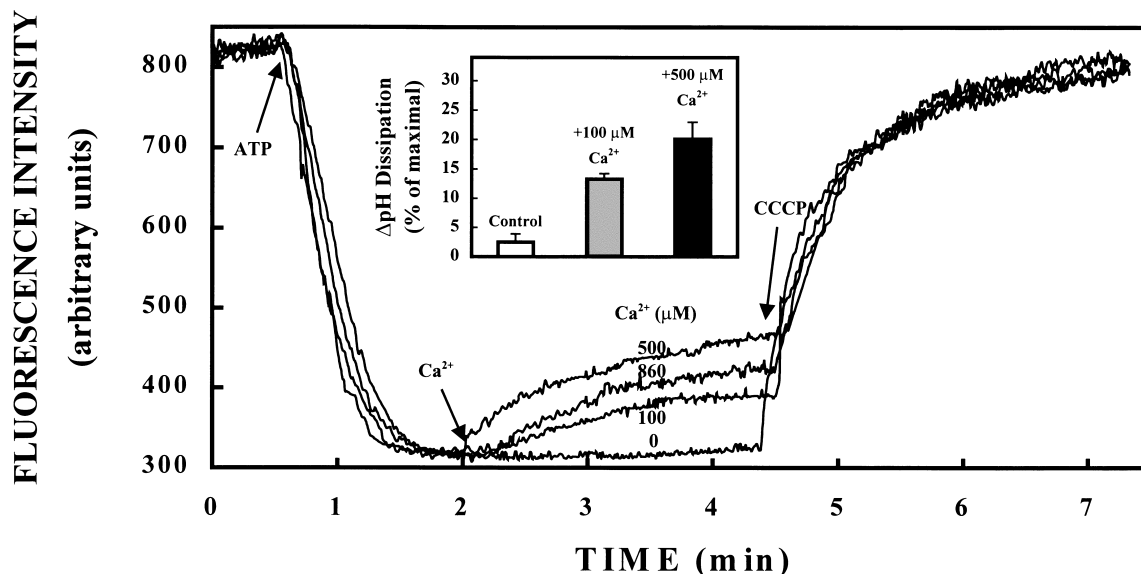 FLUORESCENCE INTENSITY
(arbitrary units)
800
700
600
500
400
300
ATP
ΔpH Dissipation
(% of maximal)
30
25
20
15
10
5
0
Control
+100 μM
Ca²⁺
+500 μM
Ca²⁺
CCCP
Ca²⁺
Ca²⁺ (μM)
500
860
100
0
0
1
2
3
4
5
6
7
TIME (min)